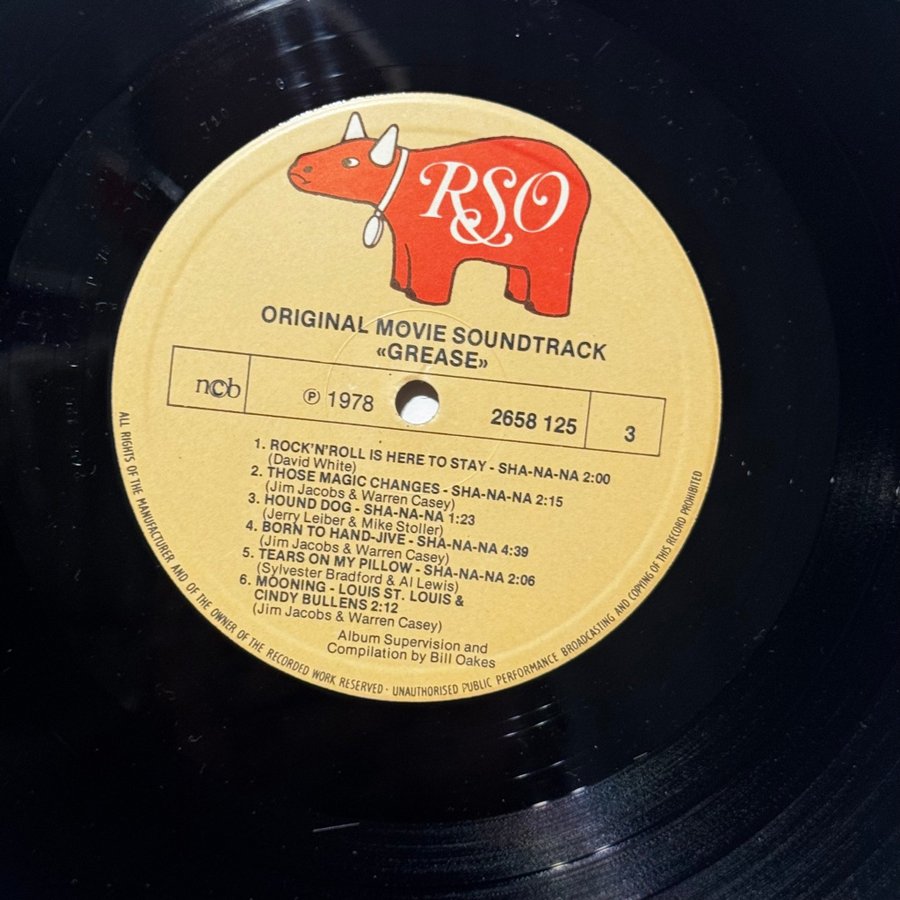 RSO
ORIGINAL MOVIE SOUNDTRACK
«GREASE»
ncb
℗ 1978
2658 125
3
1. ROCK'N'ROLL IS HERE TO STAY - SHA-NA-NA 2:00
(David White)
2. THOSE MAGIC CHANGES - SHA-NA-NA 2:15
(Jim Jacobs & Warren Casey)
3. HOUND DOG - SHA-NA-NA 1:23
(Jerry Leiber & Mike Stoller)
4. BORN TO HAND-JIVE - SHA-NA-NA 4:39
(Jim Jacobs & Warren Casey)
5. TEARS ON MY PILLOW - SHA-NA-NA 2:06
(Sylvester Bradford & Al Lewis)
6. MOONING - LOUIS ST. LOUIS &
CINDY BULLENS 2:12
(Jim Jacobs & Warren Casey)
Album Supervision and
Compilation by Bill Oakes
ALL RIGHTS OF THE MANUFACTURER AND OF THE OWNER OF THE RECORDED WORK RESERVED · UNAUTHORISED PUBLIC PERFORMANCE BROADCASTING AND COPYING OF THIS RECORD PROHIBITED